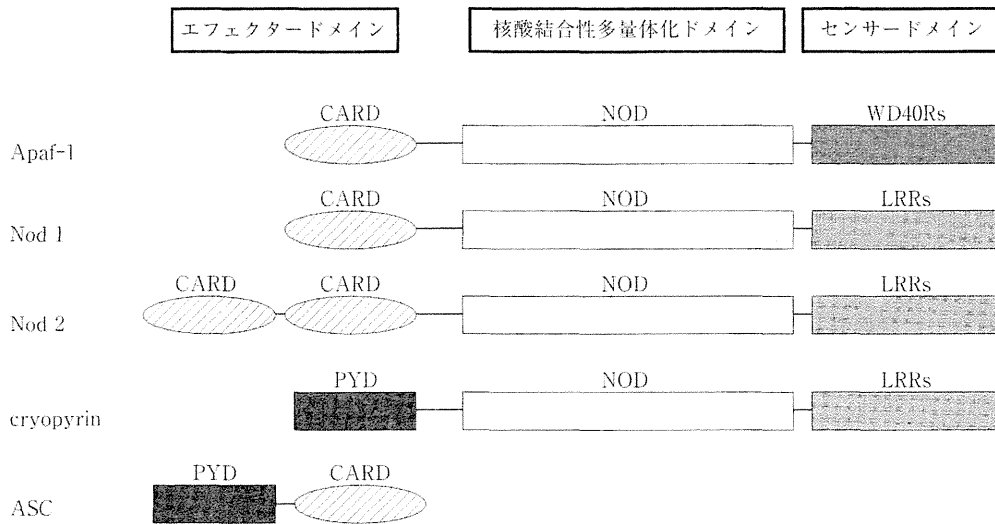 エフェクタードメイン 核酸結合性多量体化ドメイン センサードメイン
CARD NOD WD40Rs
Apaf-1
CARD NOD LRRs
Nod 1
CARD CARD NOD LRRs
Nod 2
PYD NOD LRRs
cryopyrin
PYD CARD
ASC